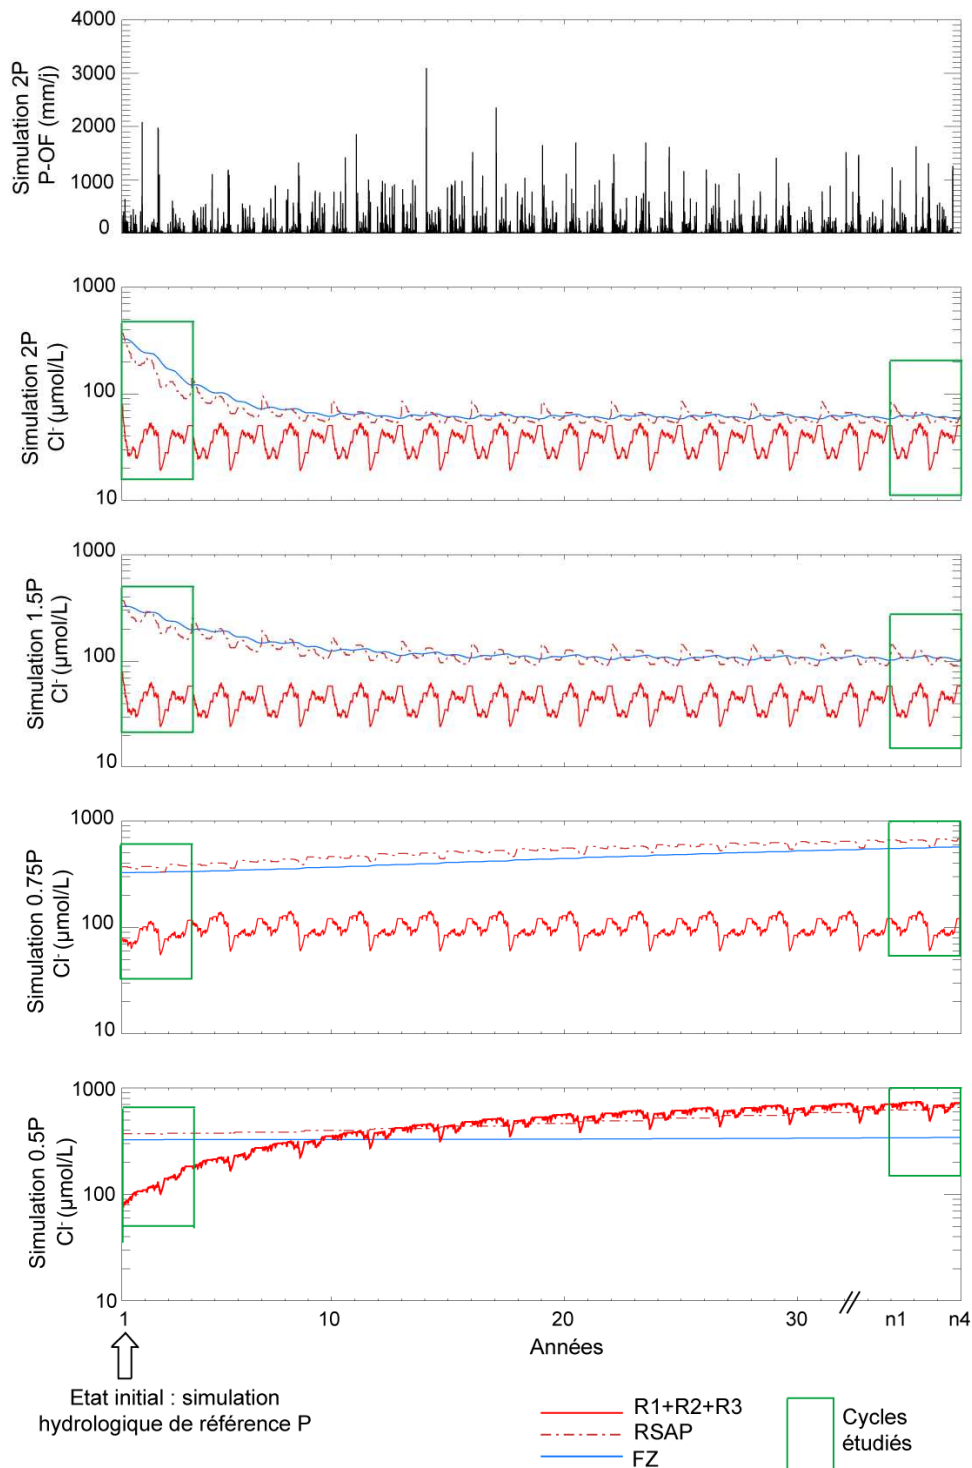 Simulation 2P
P-OF (mm/j)
4000
3000
2000
1000
0
Simulation 2P
Cl⁻ (µmol/L)
1000
100
10
Simulation 1.5P
Cl⁻ (µmol/L)
1000
100
10
Simulation 0.75P
Cl⁻ (µmol/L)
1000
100
10
Simulation 0.5P
Cl⁻ (µmol/L)
1000
100
10
1 10 20 30 // n1 n4
Années
Etat initial : simulation
hydrologique de référence P
R1+R2+R3
RSAP
FZ
Cycles
étudiés